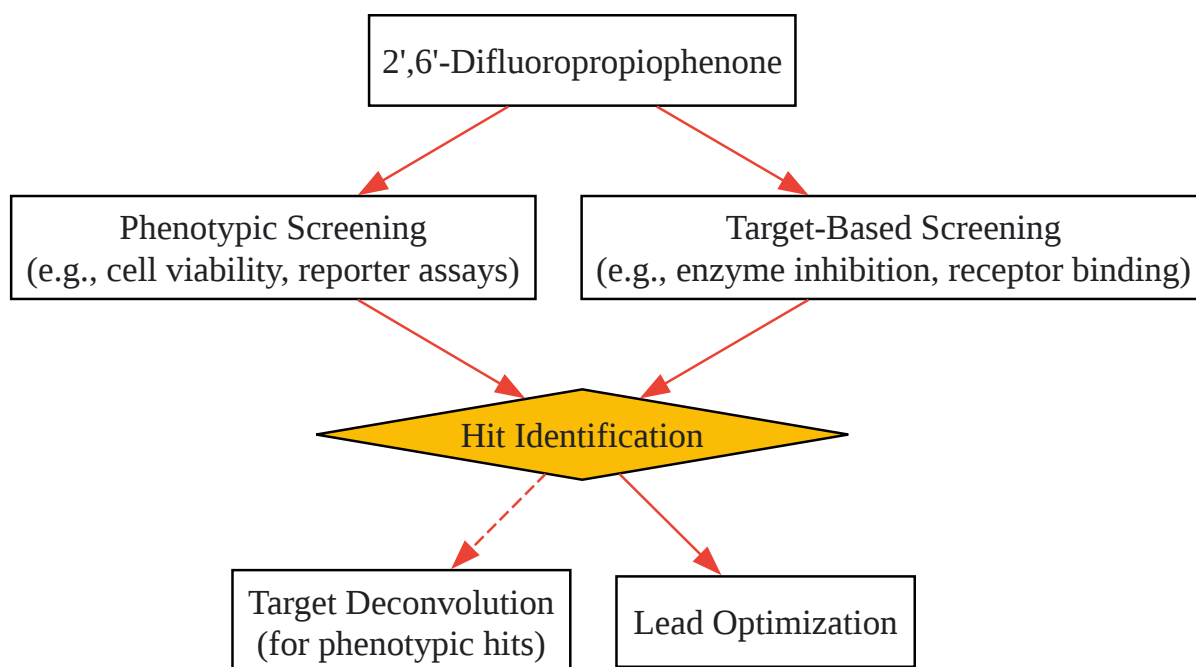 2',6'-Difluoropropiophenone
Phenotypic Screening
(e.g., cell viability, reporter assays)
Target-Based Screening
(e.g., enzyme inhibition, receptor binding)
Hit Identification
Target Deconvolution
(for phenotypic hits)
Lead Optimization